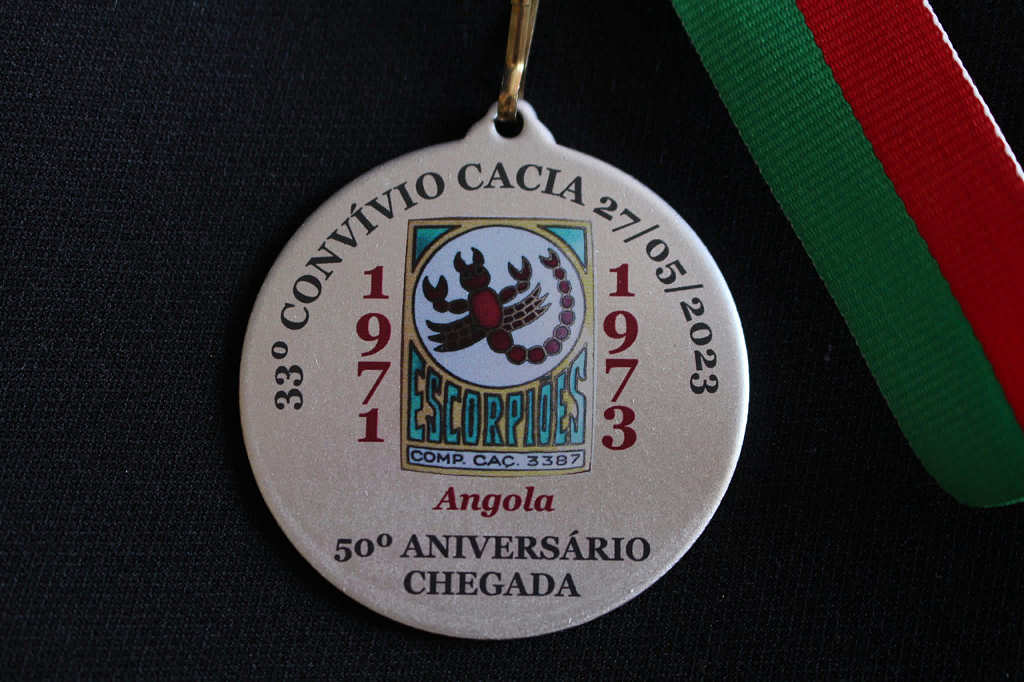 33º CONVÍVIO CACIA 27/05/2023
1971
1973
ESCORPIÕES
COMP. CAÇ. 3387
Angola
50º ANIVERSÁRIO
CHEGADA